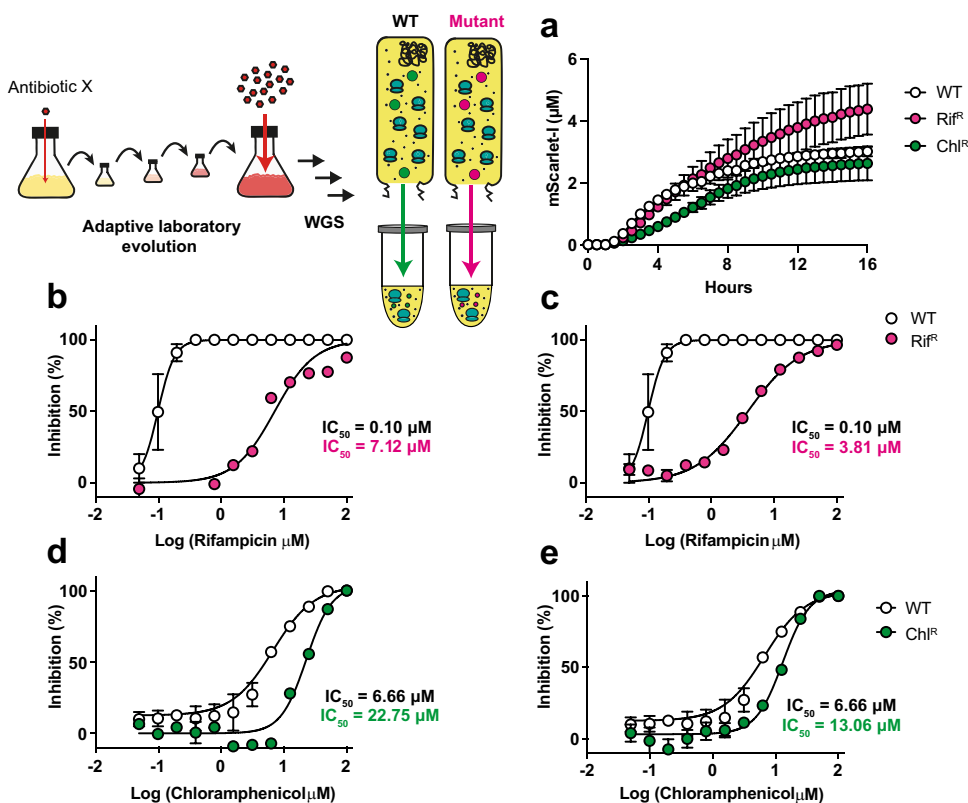 Antibiotic X
Adaptive laboratory
evolution
WGS
WT
Mutant
a
mScarlet-I (µM)
6
4
2
0
0
4
8
12
16
Hours
WT
Rifᴿ
Chlᴿ
b
Inhibition (%)
100
50
0
-2
-1
0
1
2
Log (Rifampicin µM)
IC₅₀ = 0.10 µM
IC₅₀ = 7.12 µM
c
Inhibition (%)
100
50
0
-2
-1
0
1
2
Log (Rifampicin µM)
IC₅₀ = 0.10 µM
IC₅₀ = 3.81 µM
WT
Rifᴿ
d
Inhibition (%)
100
50
0
-2
-1
0
1
2
Log (Chloramphenicol µM)
IC₅₀ = 6.66 µM
IC₅₀ = 22.75 µM
e
Inhibition (%)
100
50
0
-2
-1
0
1
2
Log (Chloramphenicol µM)
IC₅₀ = 6.66 µM
IC₅₀ = 13.06 µM
WT
Chlᴿ